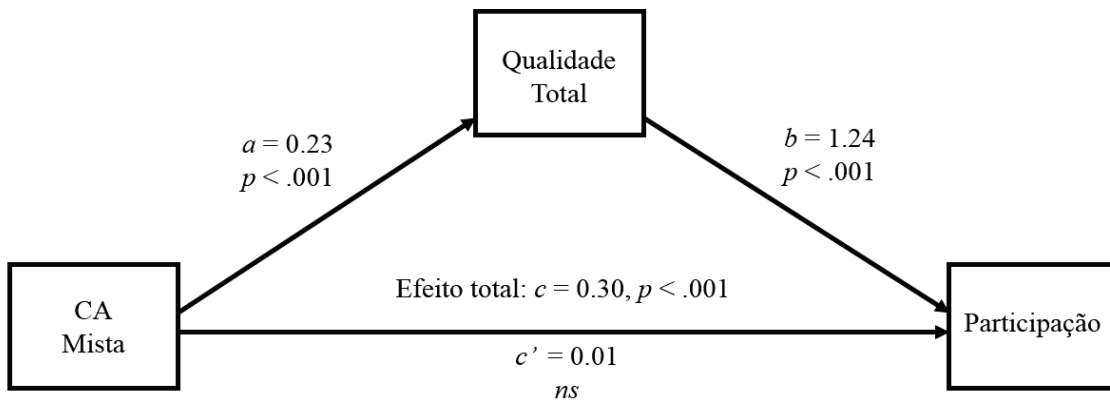 Qualidade
Total
a = 0.23
p < .001
b = 1.24
p < .001
CA
Mista
Efeito total: c = 0.30, p < .001
c’ = 0.01
ns
Participação